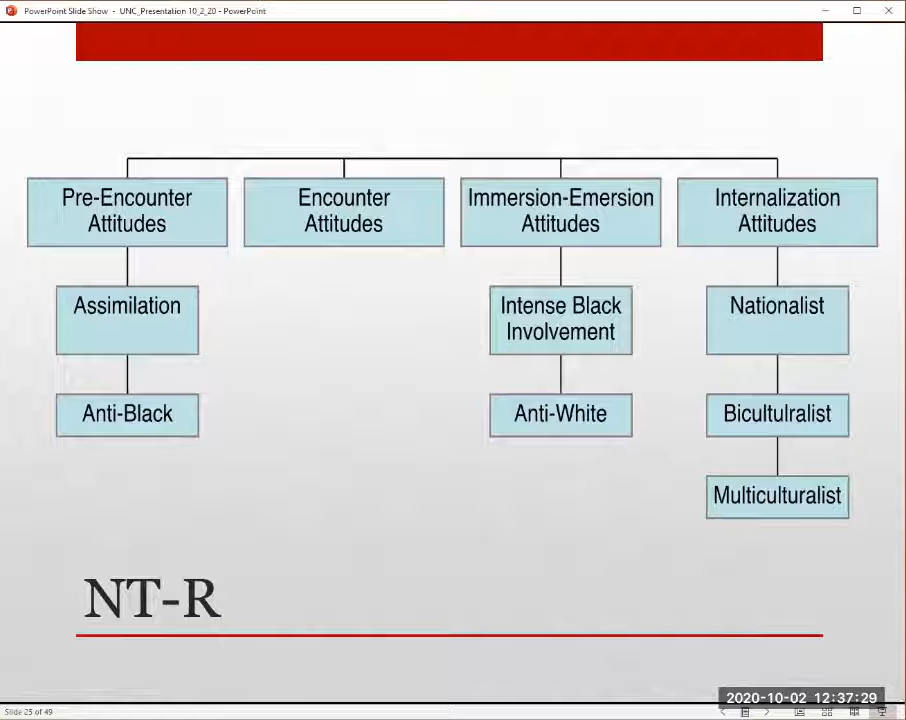 PowerPoint Slide Show - UNC_Presentation 10_2_20 - PowerPoint
Pre-Encounter
Attitudes
Encounter
Attitudes
Immersion-Emersion
Attitudes
Internalization
Attitudes
Assimilation
Intense Black
Involvement
Nationalist
Anti-Black
Anti-White
Biculturalist
Multiculturalist
NT-R
2020-10-02 12:37:29
Slide 25 of 49